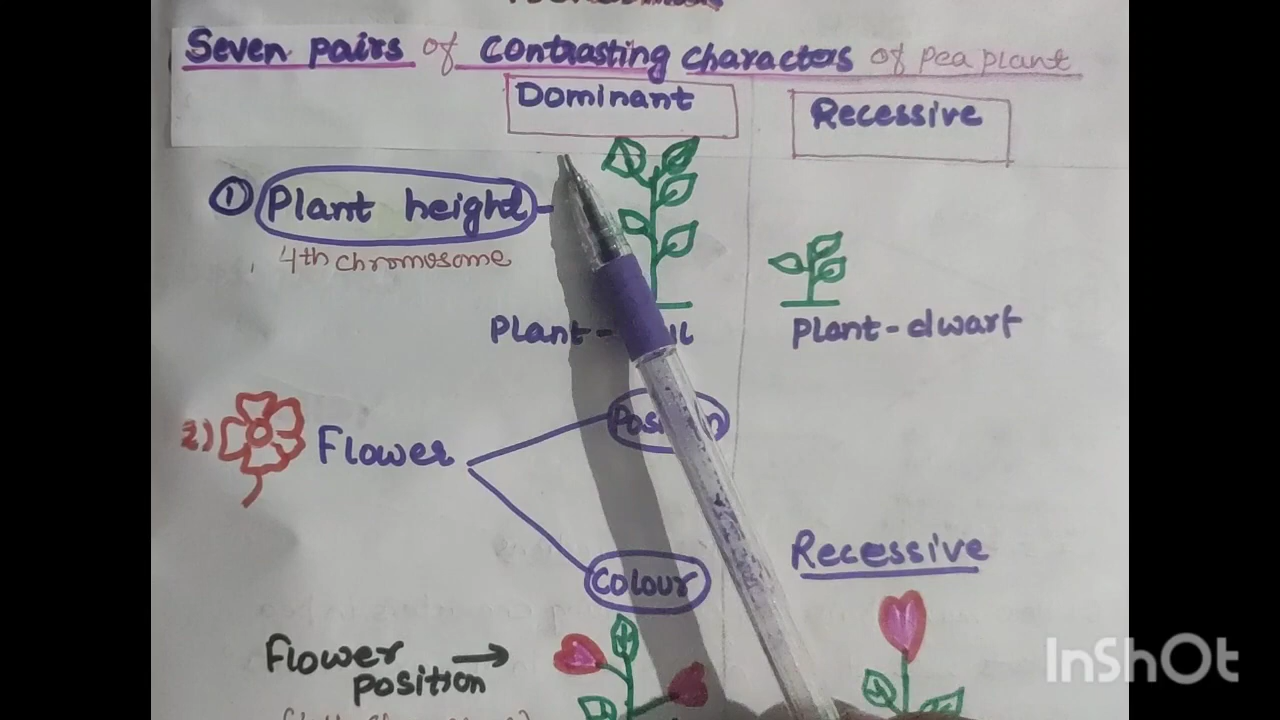 Seven pairs of contrasting characters of pea plant
Dominant
Recessive
① Plant height -
4th chromosome
Plant -
Plant - dwarf
2) Flower
Colour
Recessive
Flower position →
InShOt